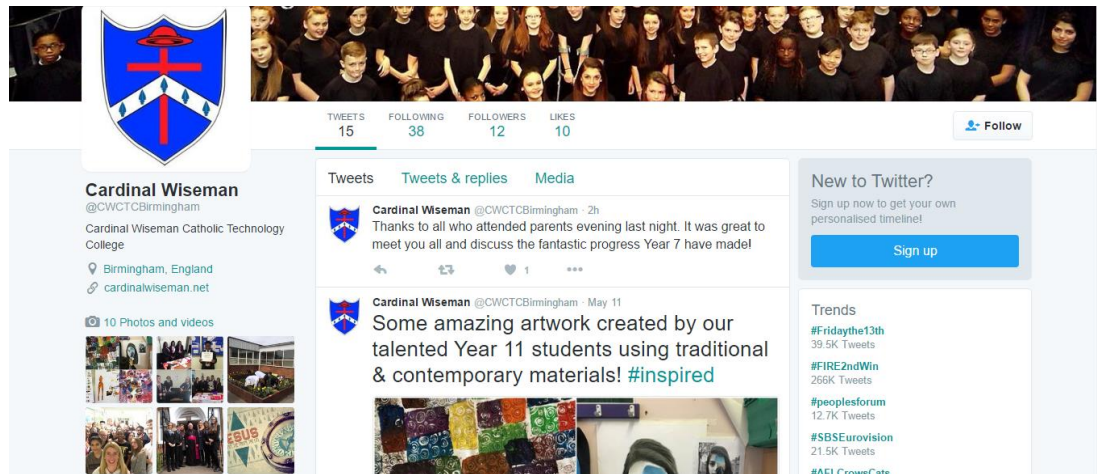 TWEETS
15
FOLLOWING
38
FOLLOWERS
12
LIKES
10
Follow
Cardinal Wiseman
@CWCTCBirmingham
Cardinal Wiseman Catholic Technology
College
Birmingham, England
cardinalwiseman.net
10 Photos and videos
Tweets Tweets & replies Media
Cardinal Wiseman @CWCTCBirmingham · 2h
Thanks to all who attended parents evening last night. It was great to
meet you all and discuss the fantastic progress Year 7 have made!
1
Cardinal Wiseman @CWCTCBirmingham · May 11
Some amazing artwork created by our
talented Year 11 students using traditional
& contemporary materials! #inspired
New to Twitter?
Sign up now to get your own
personalised timeline!
Sign up
Trends
#Fridaythe13th
39.5K Tweets
#FIRE2ndWin
266K Tweets
#peoplesforum
12.7K Tweets
#SBSEurovision
21.5K Tweets
#AFLCrowsCats